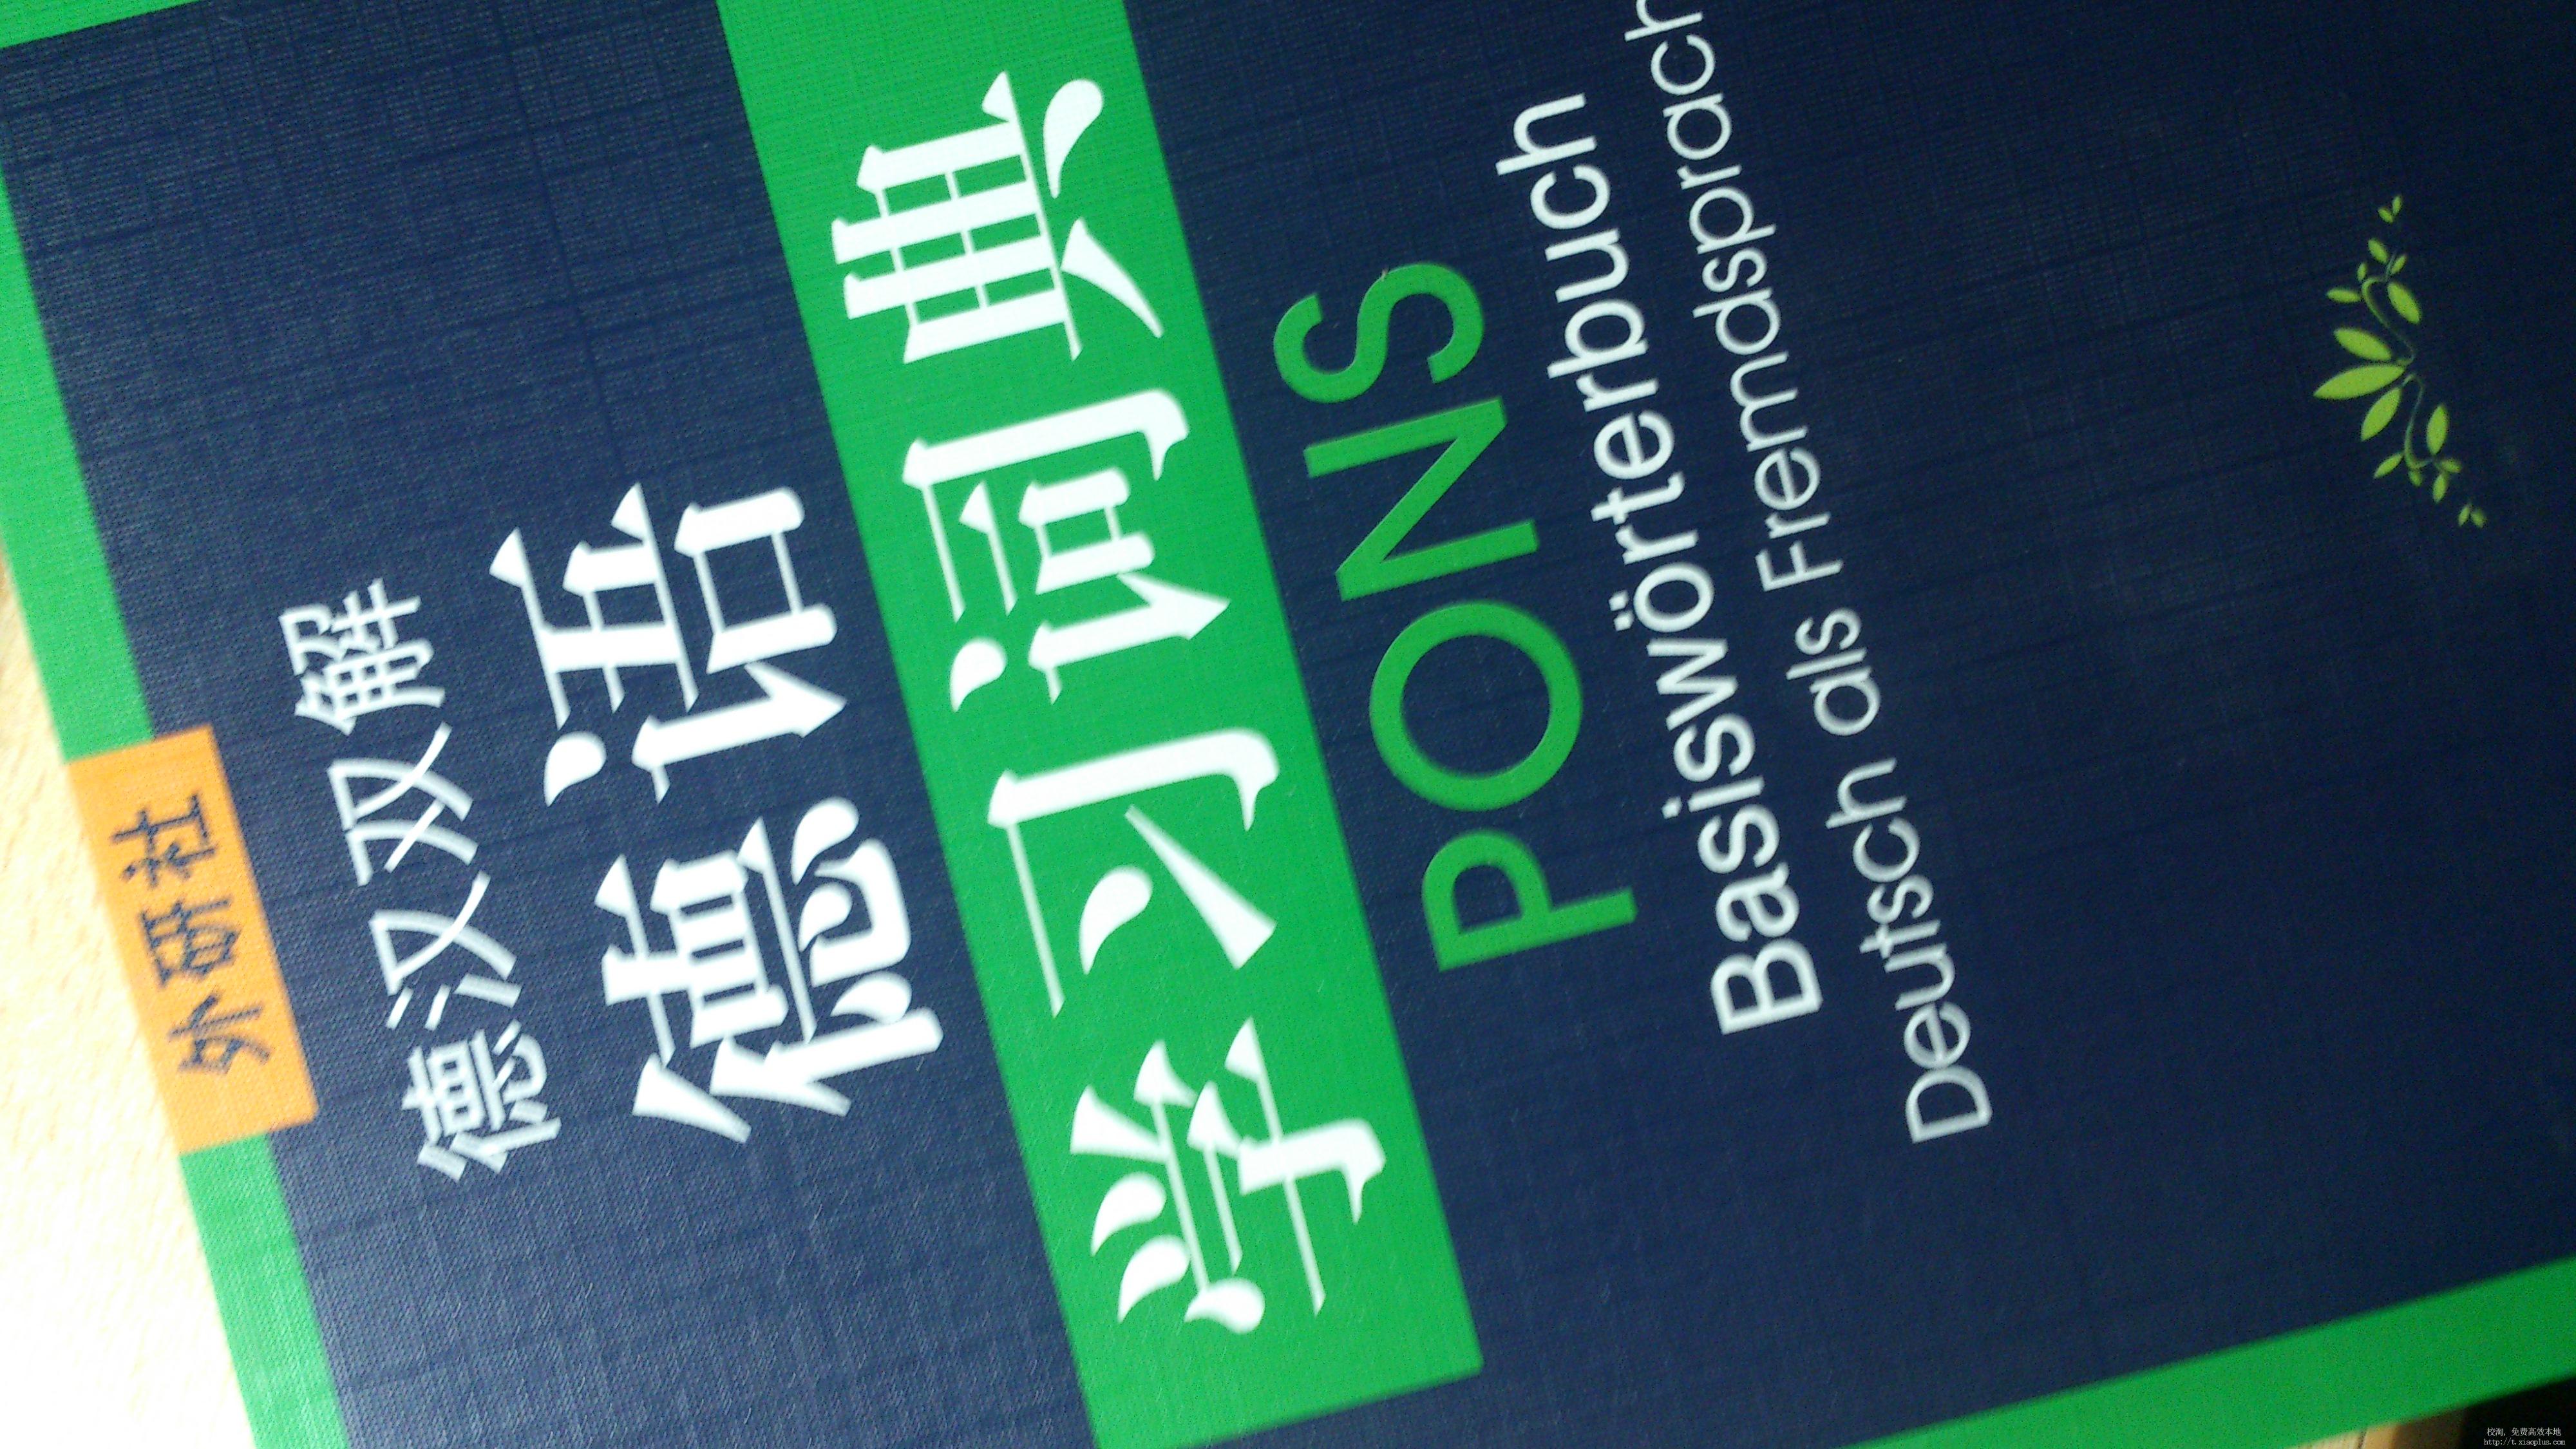 外研社
德汉双解
德语
学习词典
PONS
Basiswörterbuch
Deutsch als Fremdsprach
校淘,免费高效本地
http://t.xiaoplus.com